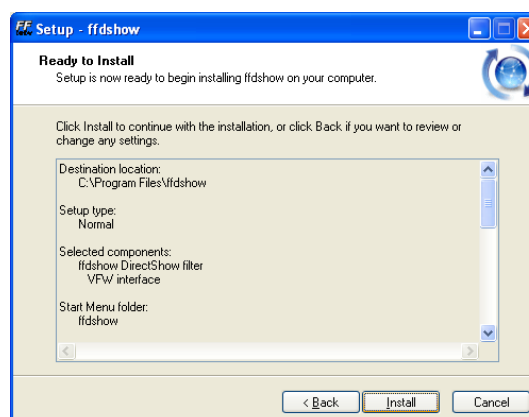 Setup - ffdshow
Ready to Install
Setup is now ready to begin installing ffdshow on your computer.
Click Install to continue with the installation, or click Back if you want to review or
change any settings.
Destination location:
C:\Program Files\ffdshow
Setup type:
Normal
Selected components:
ffdshow DirectShow filter
VFW interface
Start Menu folder:
ffdshow
< Back
Install
Cancel